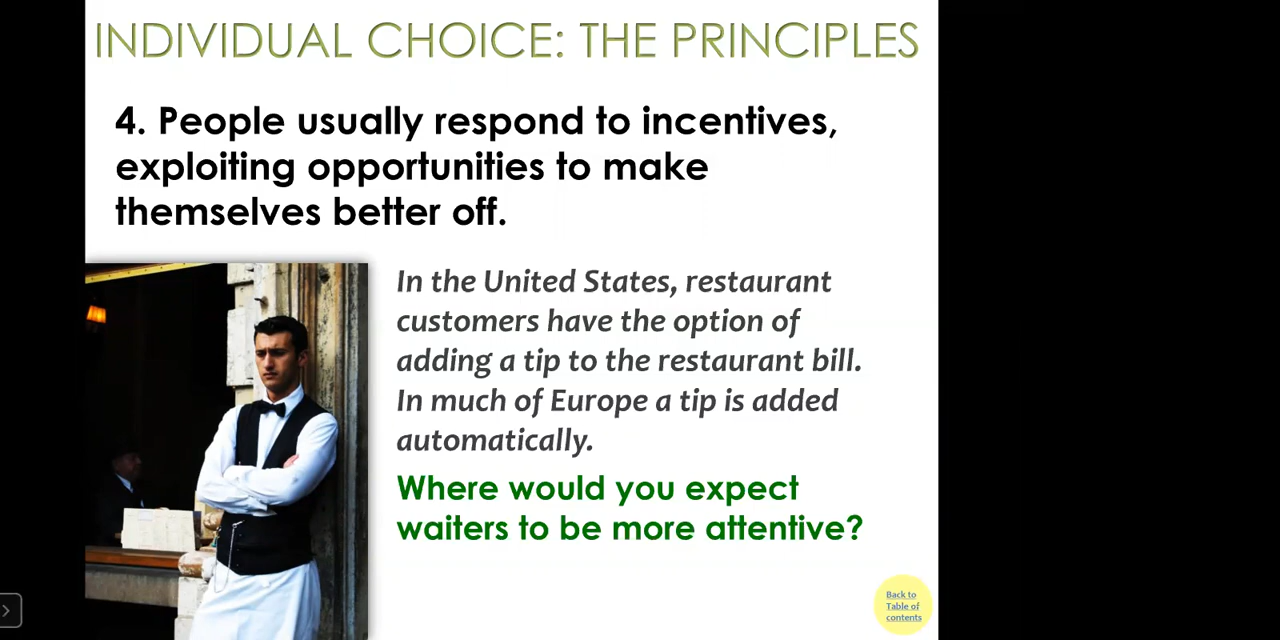 INDIVIDUAL CHOICE: THE PRINCIPLES
4. People usually respond to incentives,
exploiting opportunities to make
themselves better off.
In the United States, restaurant
customers have the option of
adding a tip to the restaurant bill.
In much of Europe a tip is added
automatically.
Where would you expect
waiters to be more attentive?
Back to
Table of
contents